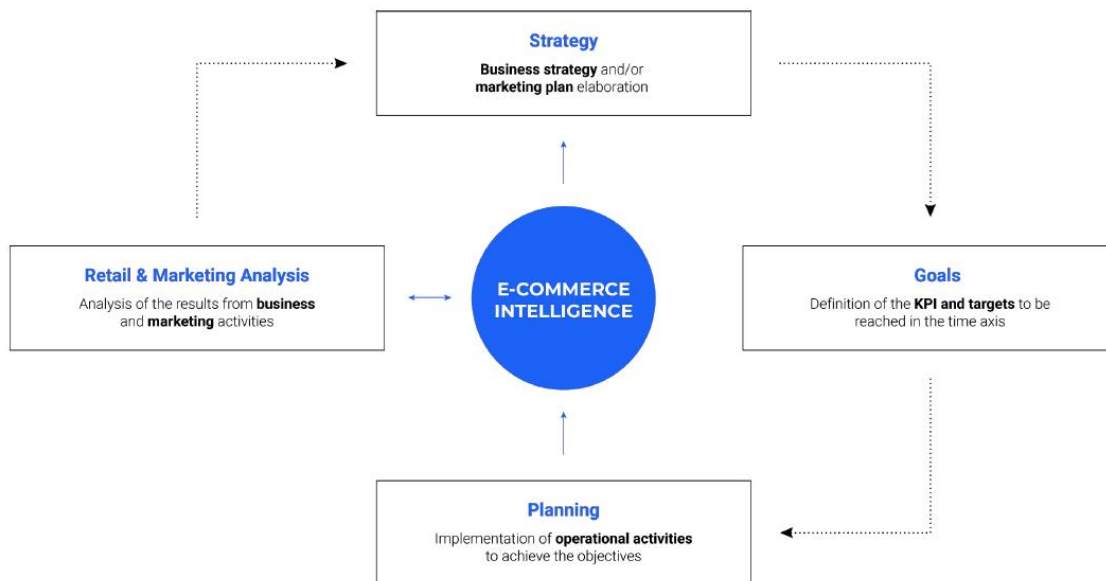 Strategy
Business strategy and/or
marketing plan elaboration
Retail & Marketing Analysis
Analysis of the results from business
and marketing activities
E-COMMERCE
INTELLIGENCE
Goals
Definition of the KPI and targets to be
reached in the time axis
Planning
Implementation of operational activities
to achieve the objectives